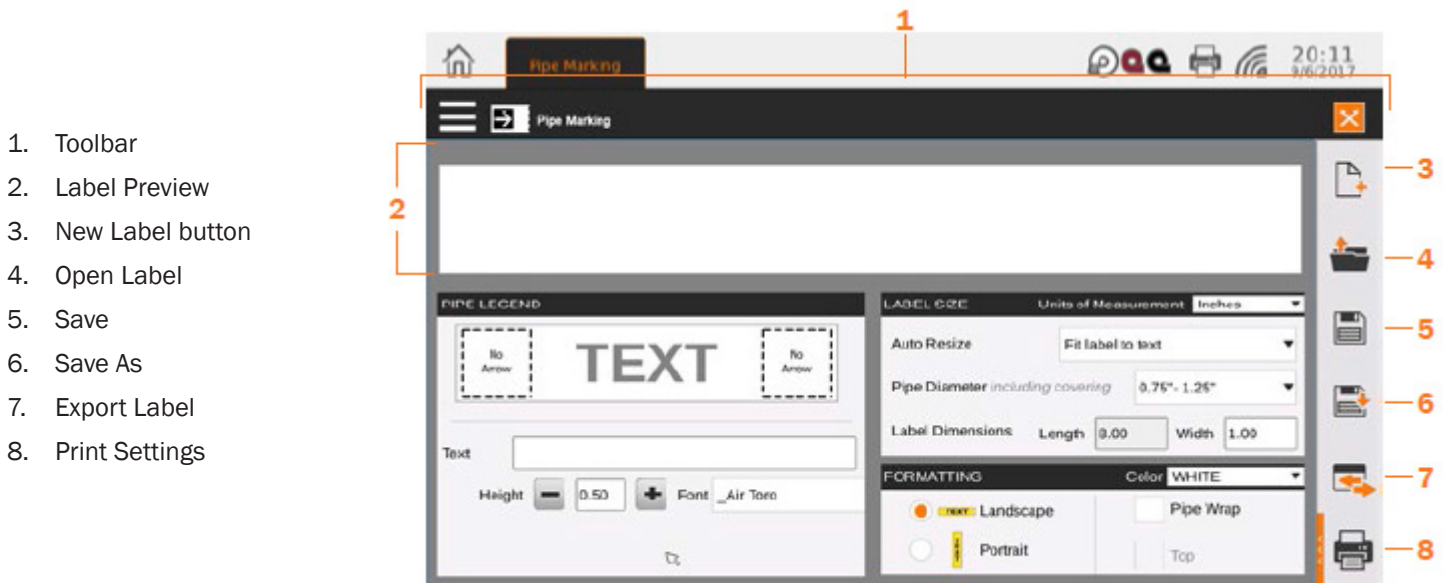 1. Toolbar
2. Label Preview
3. New Label button
4. Open Label
5. Save
6. Save As
7. Export Label
8. Print Settings
1
Pipe Marking
20:11
9/6/2017
Pipe Marking
2
3
4
5
6
7
8
PIPE LEGEND
No Arrow
TEXT
No Arrow
Text
Height 0.50 Font _Air Toro
LABEL SIZE Units of Measurement Inches
Auto Resize Fit label to text
Pipe Diameter including covering 0.75"- 1.25"
Label Dimensions Length 0.00 Width 1.00
FORMATTING Color WHITE
TEXT Landscape Pipe Wrap
Portrait Top